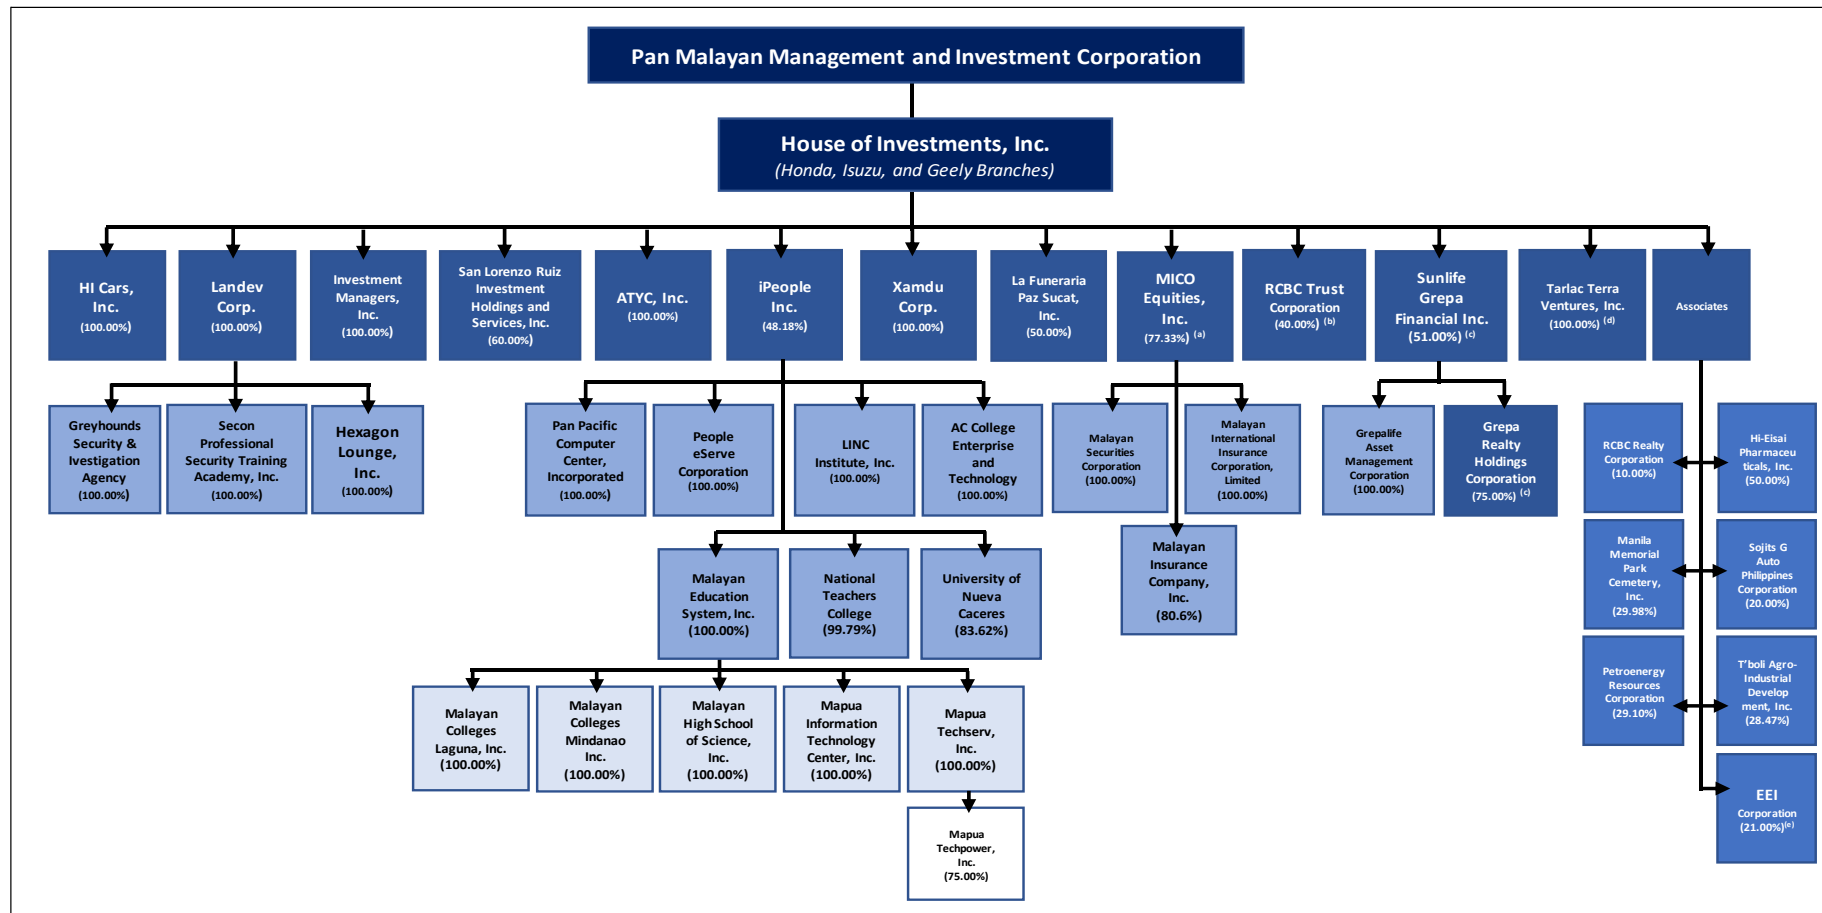 Pan Malayan Management and Investment Corporation
House of Investments, Inc.
(Honda, Isuzu, and Geely Branches)
HI Cars,
Inc.
(100.00%)
Landev
Corp.
(100.00%)
Investment
Managers,
Inc.
(100.00%)
San Lorenzo Ruiz
Investment
Holdings and
Services, Inc.
(60.00%)
ATYC, Inc.
(100.00%)
iPeople
Inc.
(48.18%)
Xamdu
Corp.
(100.00%)
La Funeraria
Paz Sucat,
Inc.
(50.00%)
MICO
Equities,
Inc.
(77.33%) (a)
RCBC Trust
Corporation
(40.00%) (b)
Sunlife
Grepa
Financial Inc.
(51.00%) (c)
Tarlac Terra
Ventures, Inc.
(100.00%) (d)
Associates
Greyhounds
Security &
Ivestigation
Agency
(100.00%)
Secon
Professional
Security Training
Academy, Inc.
(100.00%)
Hexagon
Lounge,
Inc.
(100.00%)
Pan Pacific
Computer
Center,
Incorporated
(100.00%)
People
eServe
Corporation
(100.00%)
LINC
Institute, Inc.
(100.00%)
AC College
Enterprise
and
Technology
(100.00%)
Malayan
Securities
Corporation
(100.00%)
Malayan
International
Insurance
Corporation,
Limited
(100.00%)
Grepalife
Asset
Management
Corporation
(100.00%)
Grepa
Realty
Holdings
Corporation
(75.00%) (c)
RCBC Realty
Corporation
(10.00%)
Hi-Eisai
Pharmaceu
ticals, Inc.
(50.00%)
Malayan
Education
System, Inc.
(100.00%)
National
Teachers
College
(99.79%)
University of
Nueva
Caceres
(83.62%)
Malayan
Insurance
Company,
Inc.
(80.6%)
Manila
Memorial
Park
Cemetery,
Inc.
(29.98%)
Sojits G
Auto
Philippines
Corporation
(20.00%)
Malayan
Colleges
Laguna, Inc.
(100.00%)
Malayan
Colleges
Mindanao
Inc.
(100.00%)
Malayan
High School
of Science,
Inc.
(100.00%)
Mapua
Information
Technology
Center, Inc.
(100.00%)
Mapua
Techserv,
Inc.
(100.00%)
Petroenergy
Resources
Corporation
(29.10%)
T'boli Agro-
Industrial
Develop
ment, Inc.
(28.47%)
Mapua
Techpower,
Inc.
(75.00%)
EEI
Corporation
(21.00%)(e)